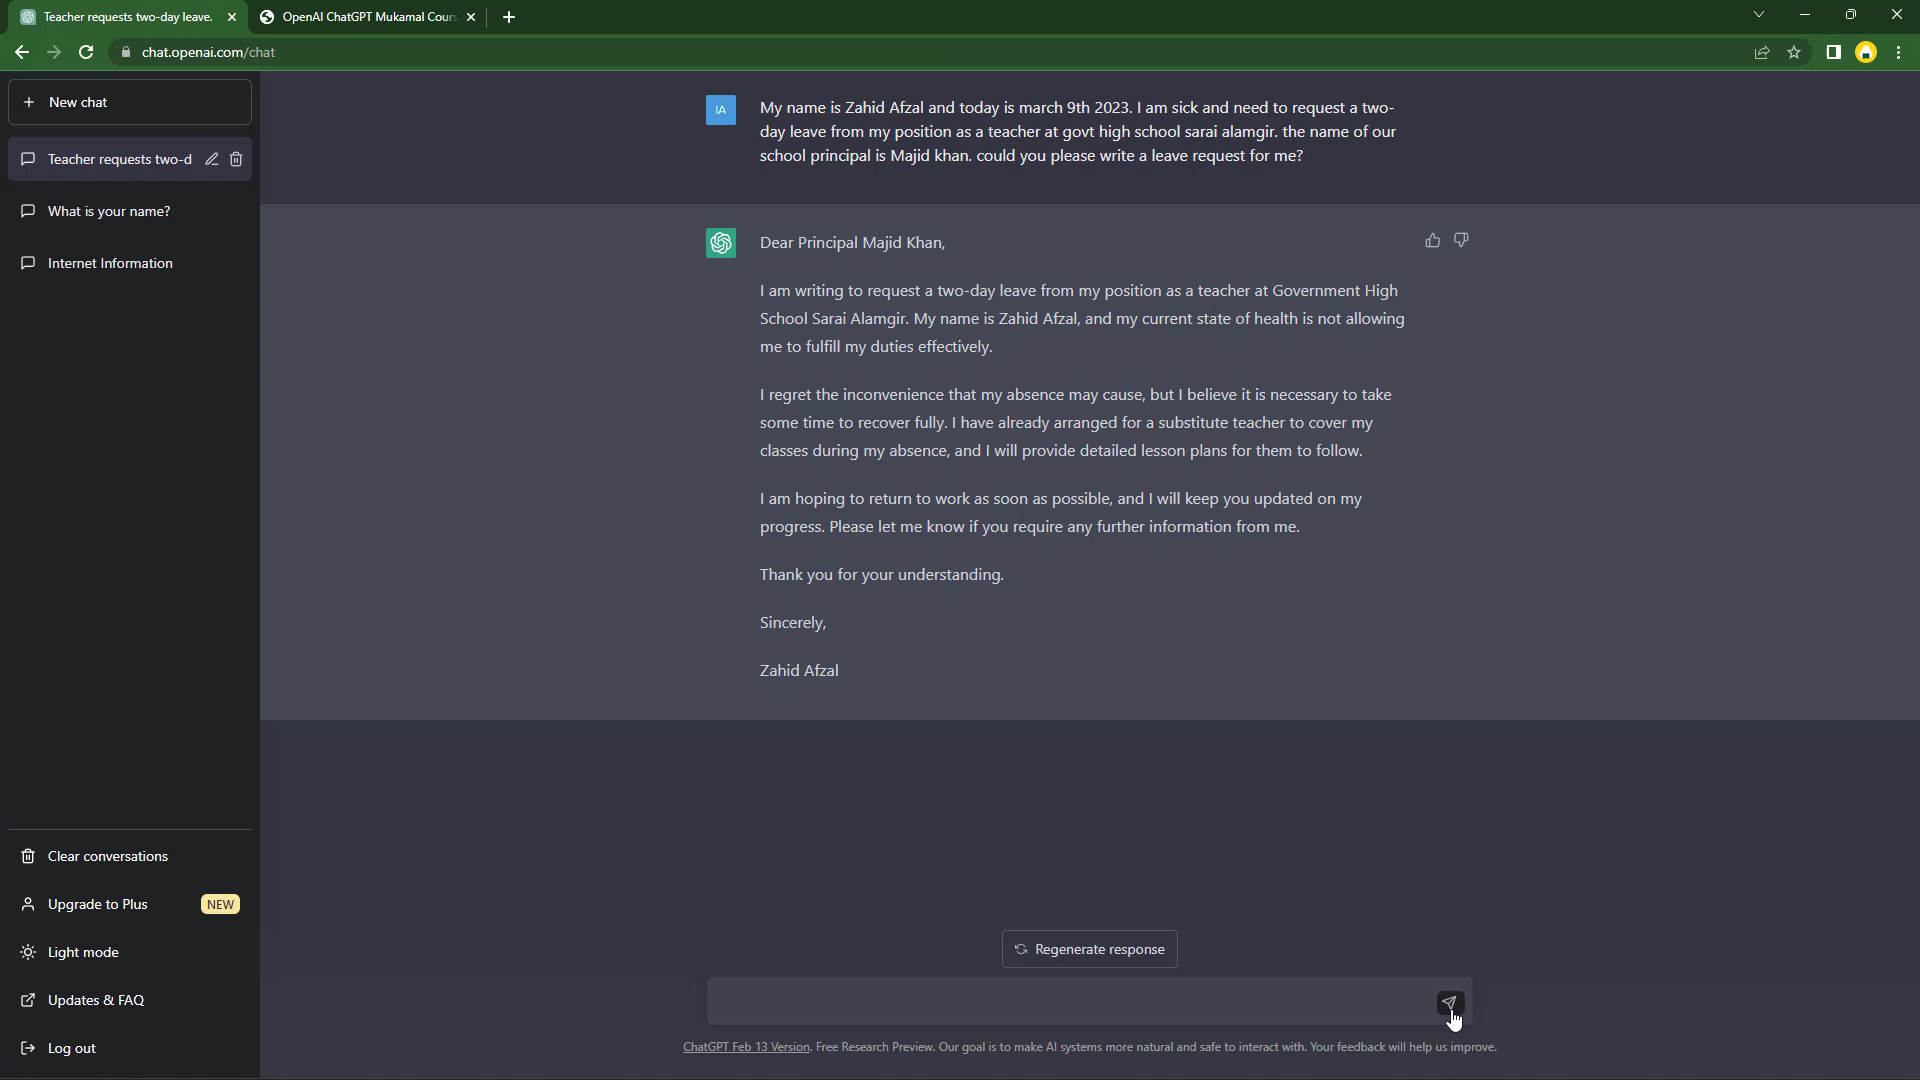 Teacher requests two-day leave.
OpenAI ChatGPT Mukamal Cour
chat.openai.com/chat
New chat
Teacher requests two-d
What is your name?
Internet Information
IA
My name is Zahid Afzal and today is march 9th 2023. I am sick and need to request a two-
day leave from my position as a teacher at govt high school sarai alamgir. the name of our
school principal is Majid khan. could you please write a leave request for me?
Dear Principal Majid Khan,
I am writing to request a two-day leave from my position as a teacher at Government High
School Sarai Alamgir. My name is Zahid Afzal, and my current state of health is not allowing
me to fulfill my duties effectively.
I regret the inconvenience that my absence may cause, but I believe it is necessary to take
some time to recover fully. I have already arranged for a substitute teacher to cover my
classes during my absence, and I will provide detailed lesson plans for them to follow.
I am hoping to return to work as soon as possible, and I will keep you updated on my
progress. Please let me know if you require any further information from me.
Thank you for your understanding.
Sincerely,
Zahid Afzal
Clear conversations
Upgrade to Plus NEW
Light mode
Updates & FAQ
Log out
Regenerate response
ChatGPT Feb 13 Version. Free Research Preview. Our goal is to make AI systems more natural and safe to interact with. Your feedback will help us improve.